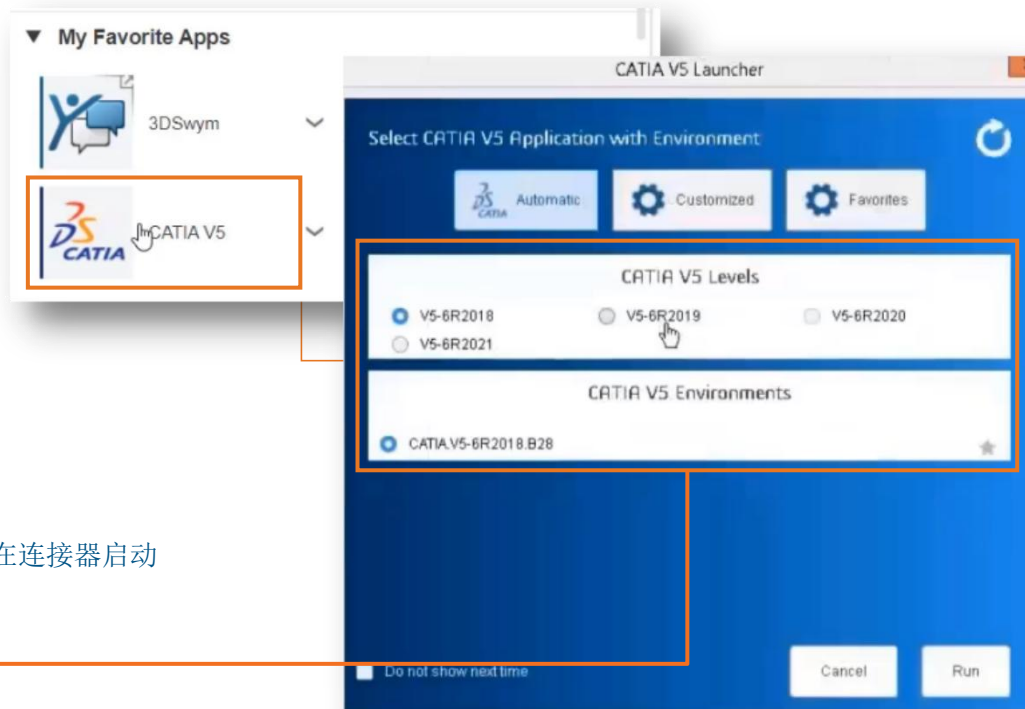 My Favorite Apps
3DSwym
CATIA V5
CATIA
CATIA V5 Launcher
Select CATIA V5 Application with Environment
CATIA
Automatic
Customized
Favorites
CATIA V5 Levels
V5-6R2018
V5-6R2019
V5-6R2020
V5-6R2021
CATIA V5 Environments
CATIA.V5-6R2018.B28
在连接器启动
Do not show next time
Cancel
Run